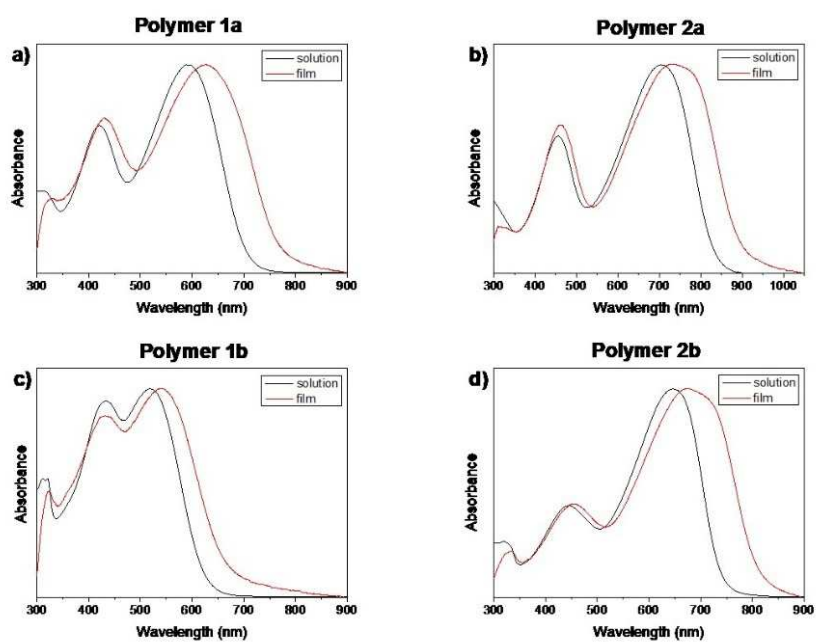 Polymer 1a
a)
solution
film
Absorbance
300 400 500 600 700 800 900
Wavelength (nm)
Polymer 2a
b)
solution
film
Absorbance
300 400 500 600 700 800 900 1000
Wavelength (nm)
Polymer 1b
c)
solution
film
Absorbance
300 400 500 600 700 800 900
Wavelength (nm)
Polymer 2b
d)
solution
film
Absorbance
300 400 500 600 700 800 900
Wavelength (nm)